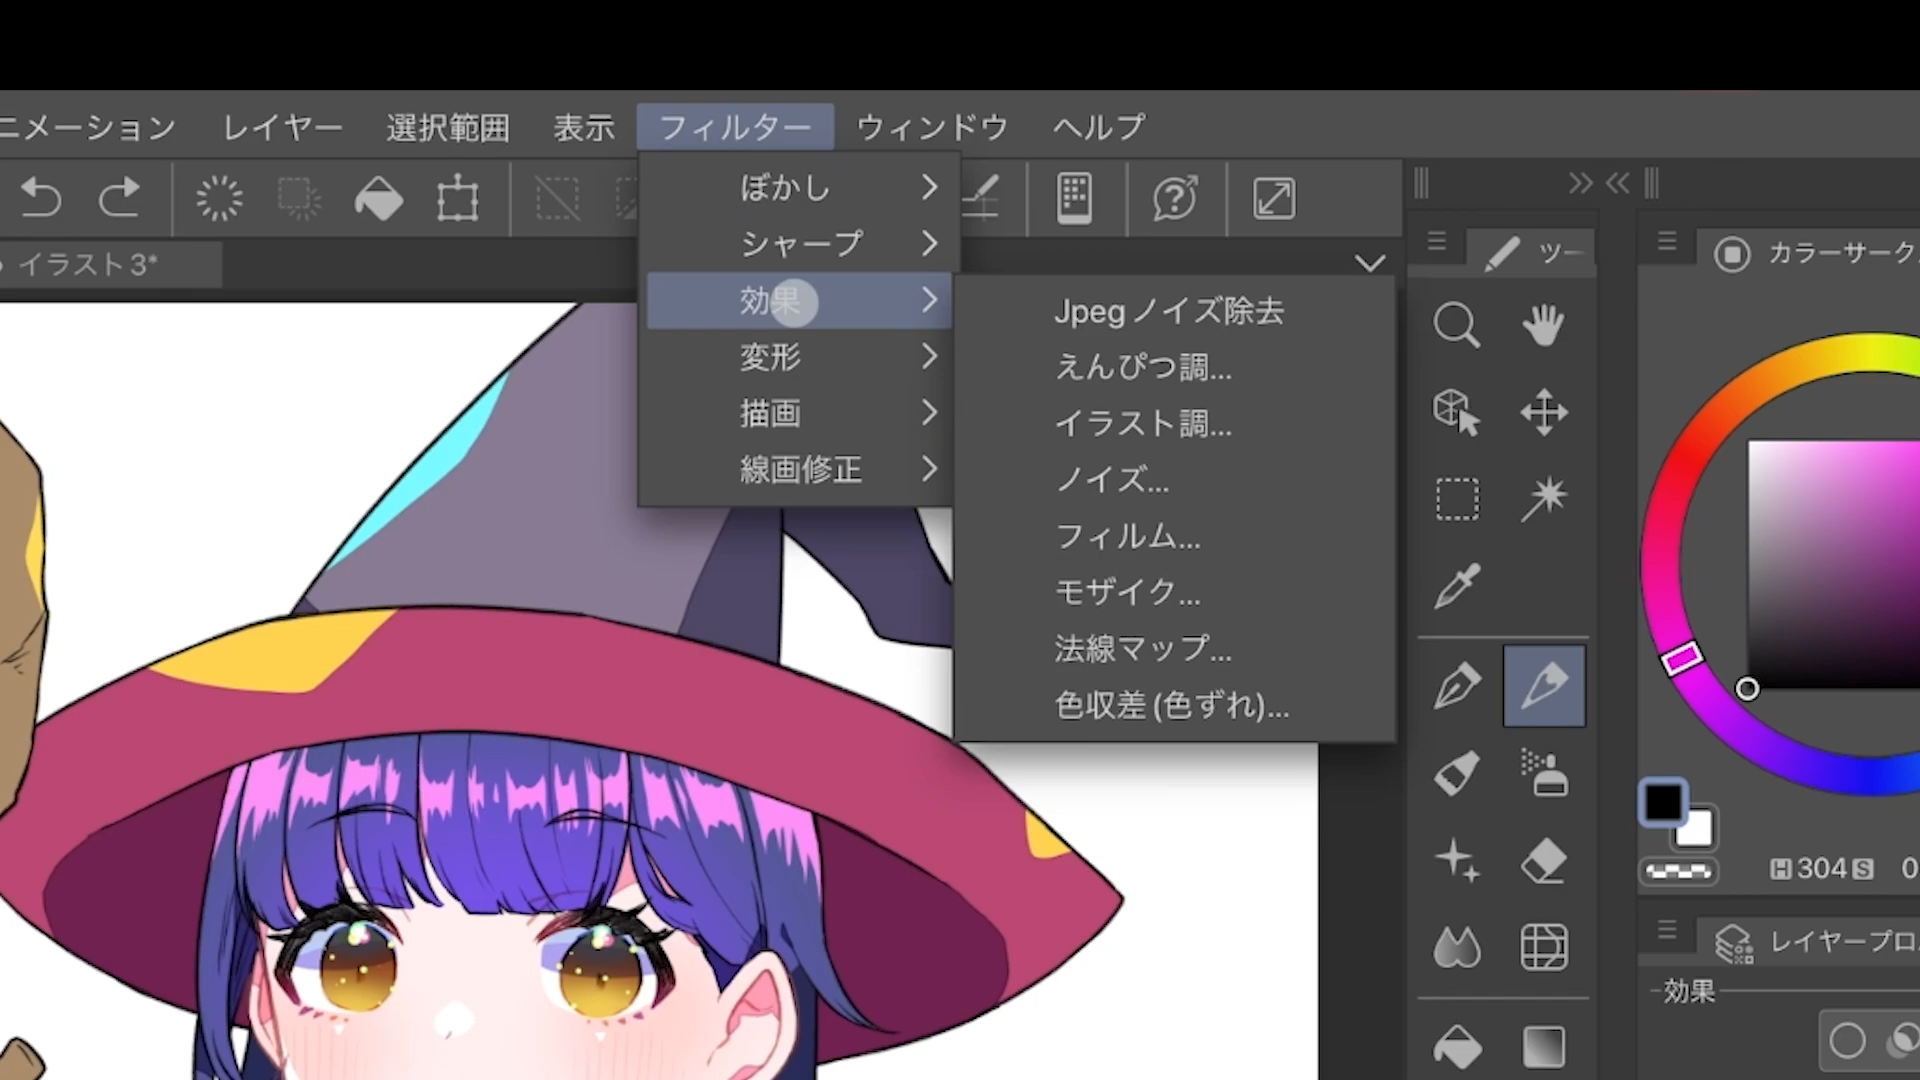 ニメーション レイヤー 選択範囲 表示 フィルター ウィンドウ ヘルプ
イラスト3*
ぼかし
シャープ
効果
変形
描画
線画修正
Jpegノイズ除去
えんぴつ調...
イラスト調...
ノイズ...
フィルム...
モザイク...
法線マップ...
色収差(色ずれ)...
ツー
カラーサーク
H 304 S 0
レイヤープロ
効果